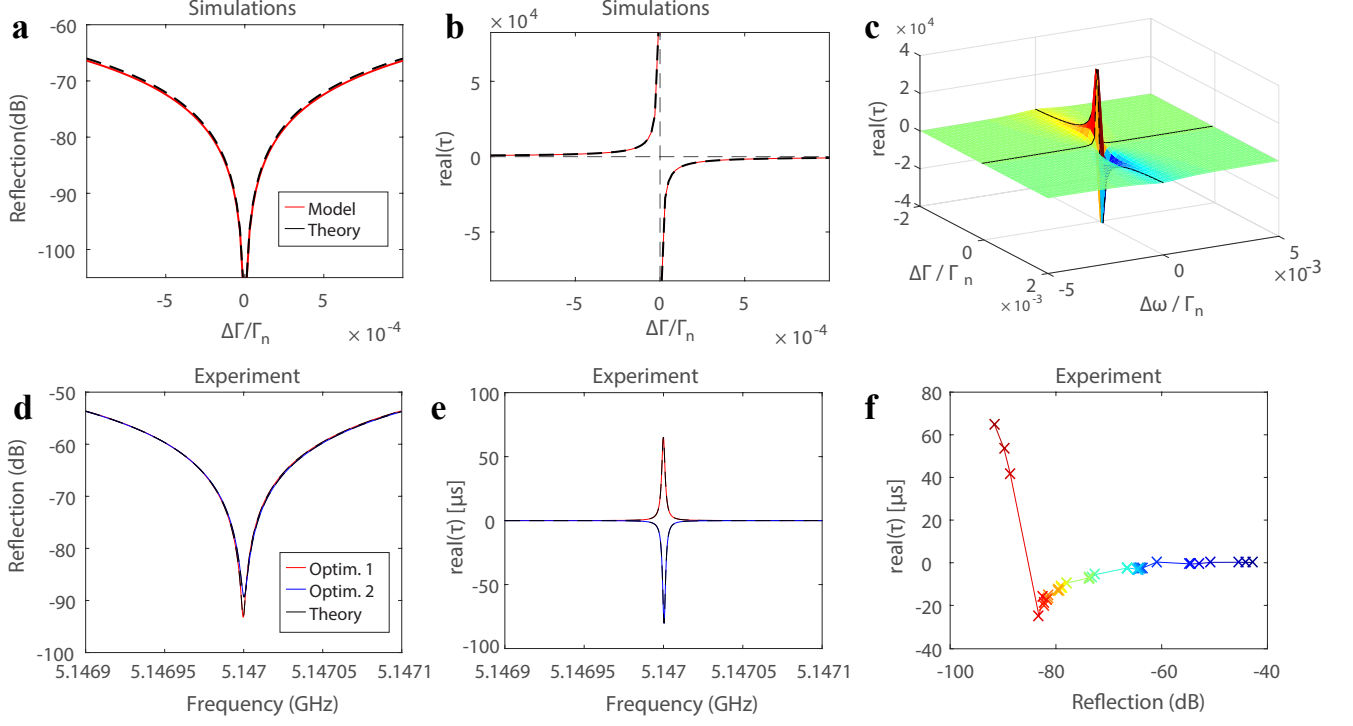 Simulations
a
-60
-70
-80
-90
-100
Reflection(dB)
Model
Theory
-5
0
5
ΔΓ/Γn
× 10-4
Simulations
b
× 104
5
0
-5
real(τ)
-5
0
5
ΔΓ/Γn
× 10-4
c
× 104
4
2
0
-2
-4
real(τ)
-2
0
2
× 10-3
ΔΓ / Γn
-5
0
5
×10-3
Δω / Γn
Experiment
d
-50
-60
-70
-80
-90
-100
Reflection (dB)
Optim. 1
Optim. 2
Theory
5.1469
5.14695
5.147
5.14705
5.1471
Frequency (GHz)
Experiment
e
100
50
0
-50
-100
real(τ) [μs]
5.1469
5.14695
5.147
5.14705
5.1471
Frequency (GHz)
Experiment
f
80
60
40
20
0
-20
-40
real(τ) [μs]
-100
-80
-60
-40
Reflection (dB)